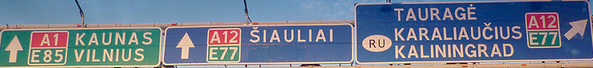 A1 KAUNAS
E85 VILNIUS
A12 ŠIAULIAI
E77
TAURAGĖ
RU KARALIAUČIUS A12
KALININGRAD E77